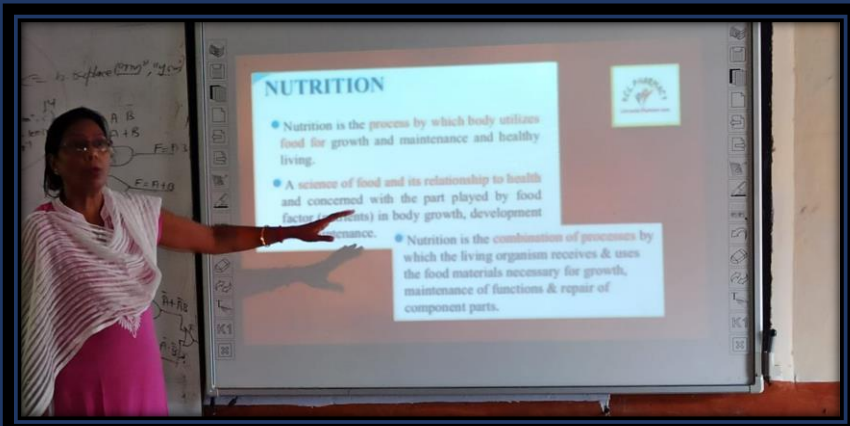 NUTRITION
Nutrition is the process by which body utilizes
food for growth and maintenance and healthy
living.
A science of food and its relationship to health
and concerned with the part played by food
factor in body growth, development
Nutrition is the combination of processes by
which the living organism receives & uses
the food materials necessary for growth,
maintenance of functions & repair of
component parts.
K1
K1
A B
A+B
F=A+B